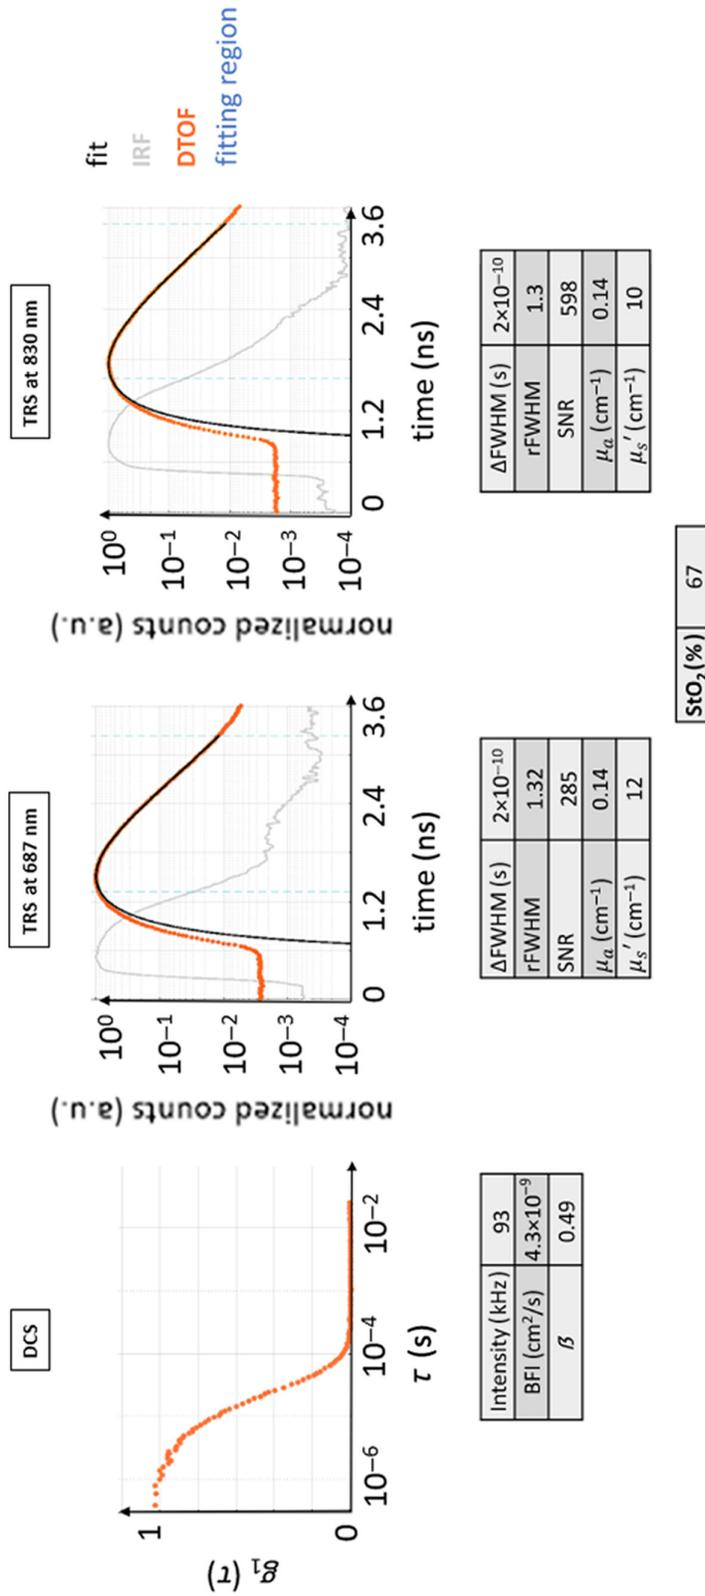 DCS
g₁ (τ)
1
0
10⁻⁶
10⁻⁴
10⁻²
τ (s)
Intensity (kHz) 93
BFI (cm²/s) 4.3×10⁻⁹
β 0.49
TRS at 687 nm
normalized counts (a.u.)
10⁰
10⁻¹
10⁻²
10⁻³
10⁻⁴
0
1.2
2.4
3.6
time (ns)
ΔFWHM (s) 2×10⁻¹⁰
rFWHM 1.32
SNR 285
μₐ (cm⁻¹) 0.14
μₛ′ (cm⁻¹) 12
TRS at 830 nm
normalized counts (a.u.)
10⁰
10⁻¹
10⁻²
10⁻³
10⁻⁴
0
1.2
2.4
3.6
time (ns)
fit
IRF
DTOF
fitting region
ΔFWHM (s) 2×10⁻¹⁰
rFWHM 1.3
SNR 598
μₐ (cm⁻¹) 0.14
μₛ′ (cm⁻¹) 10
StO₂(%) 67